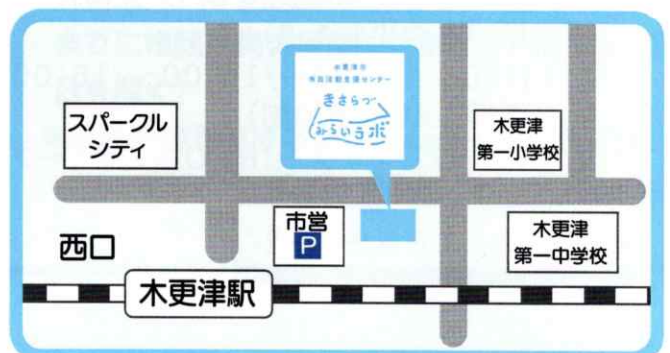 木更津市
市民活動支援センター
きさらづ
みらいラボ
スパークル
シティ
木更津
第一小学校
市営
P
西口
木更津
第一中学校
木更津駅